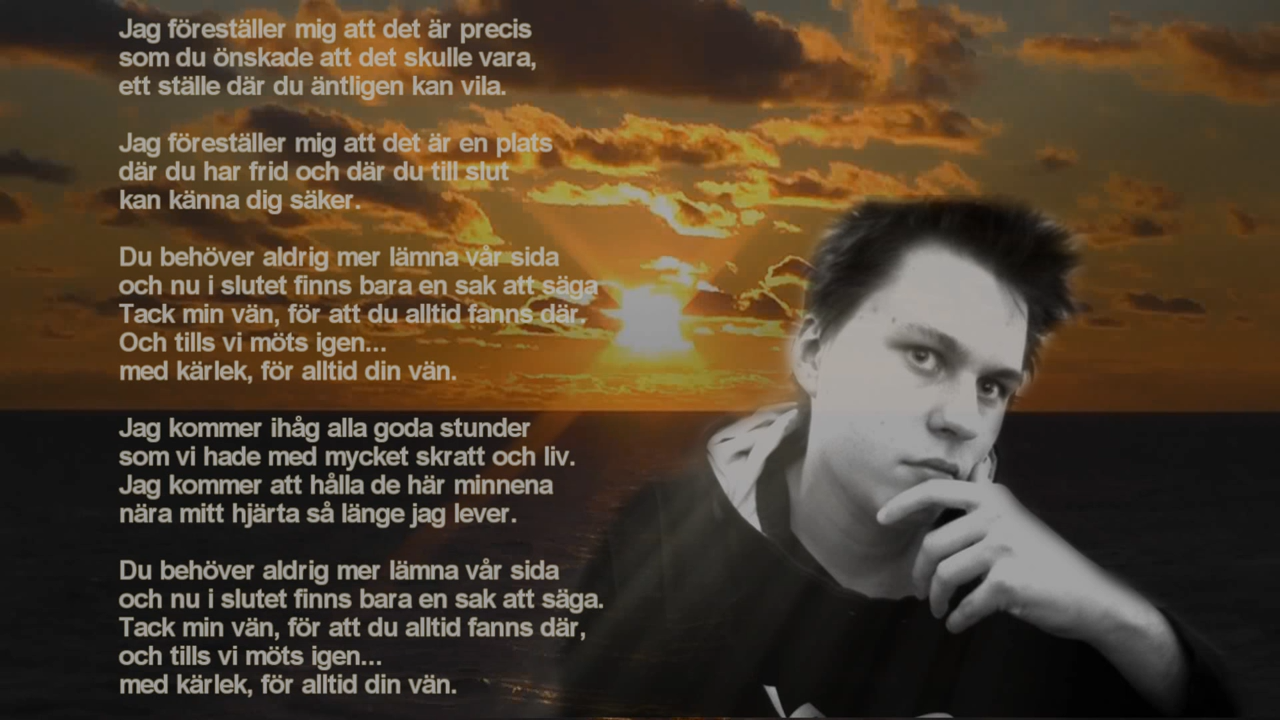 Jag föreställer mig att det är precis
som du önskade att det skulle vara,
ett ställe där du äntligen kan vila.
Jag föreställer mig att det är en plats
där du har frid och där du till slut
kan känna dig säker.
Du behöver aldrig mer lämna vår sida
och nu i slutet finns bara en sak att säga
Tack min vän, för att du alltid fanns där.
Och tills vi möts igen...
med kärlek, för alltid din vän.
Jag kommer ihåg alla goda stunder
som vi hade med mycket skratt och liv.
Jag kommer att hålla de här minnena
nära mitt hjärta så länge jag lever.
Du behöver aldrig mer lämna vår sida
och nu i slutet finns bara en sak att säga.
Tack min vän, för att du alltid fanns där,
och tills vi möts igen...
med kärlek, för alltid din vän.